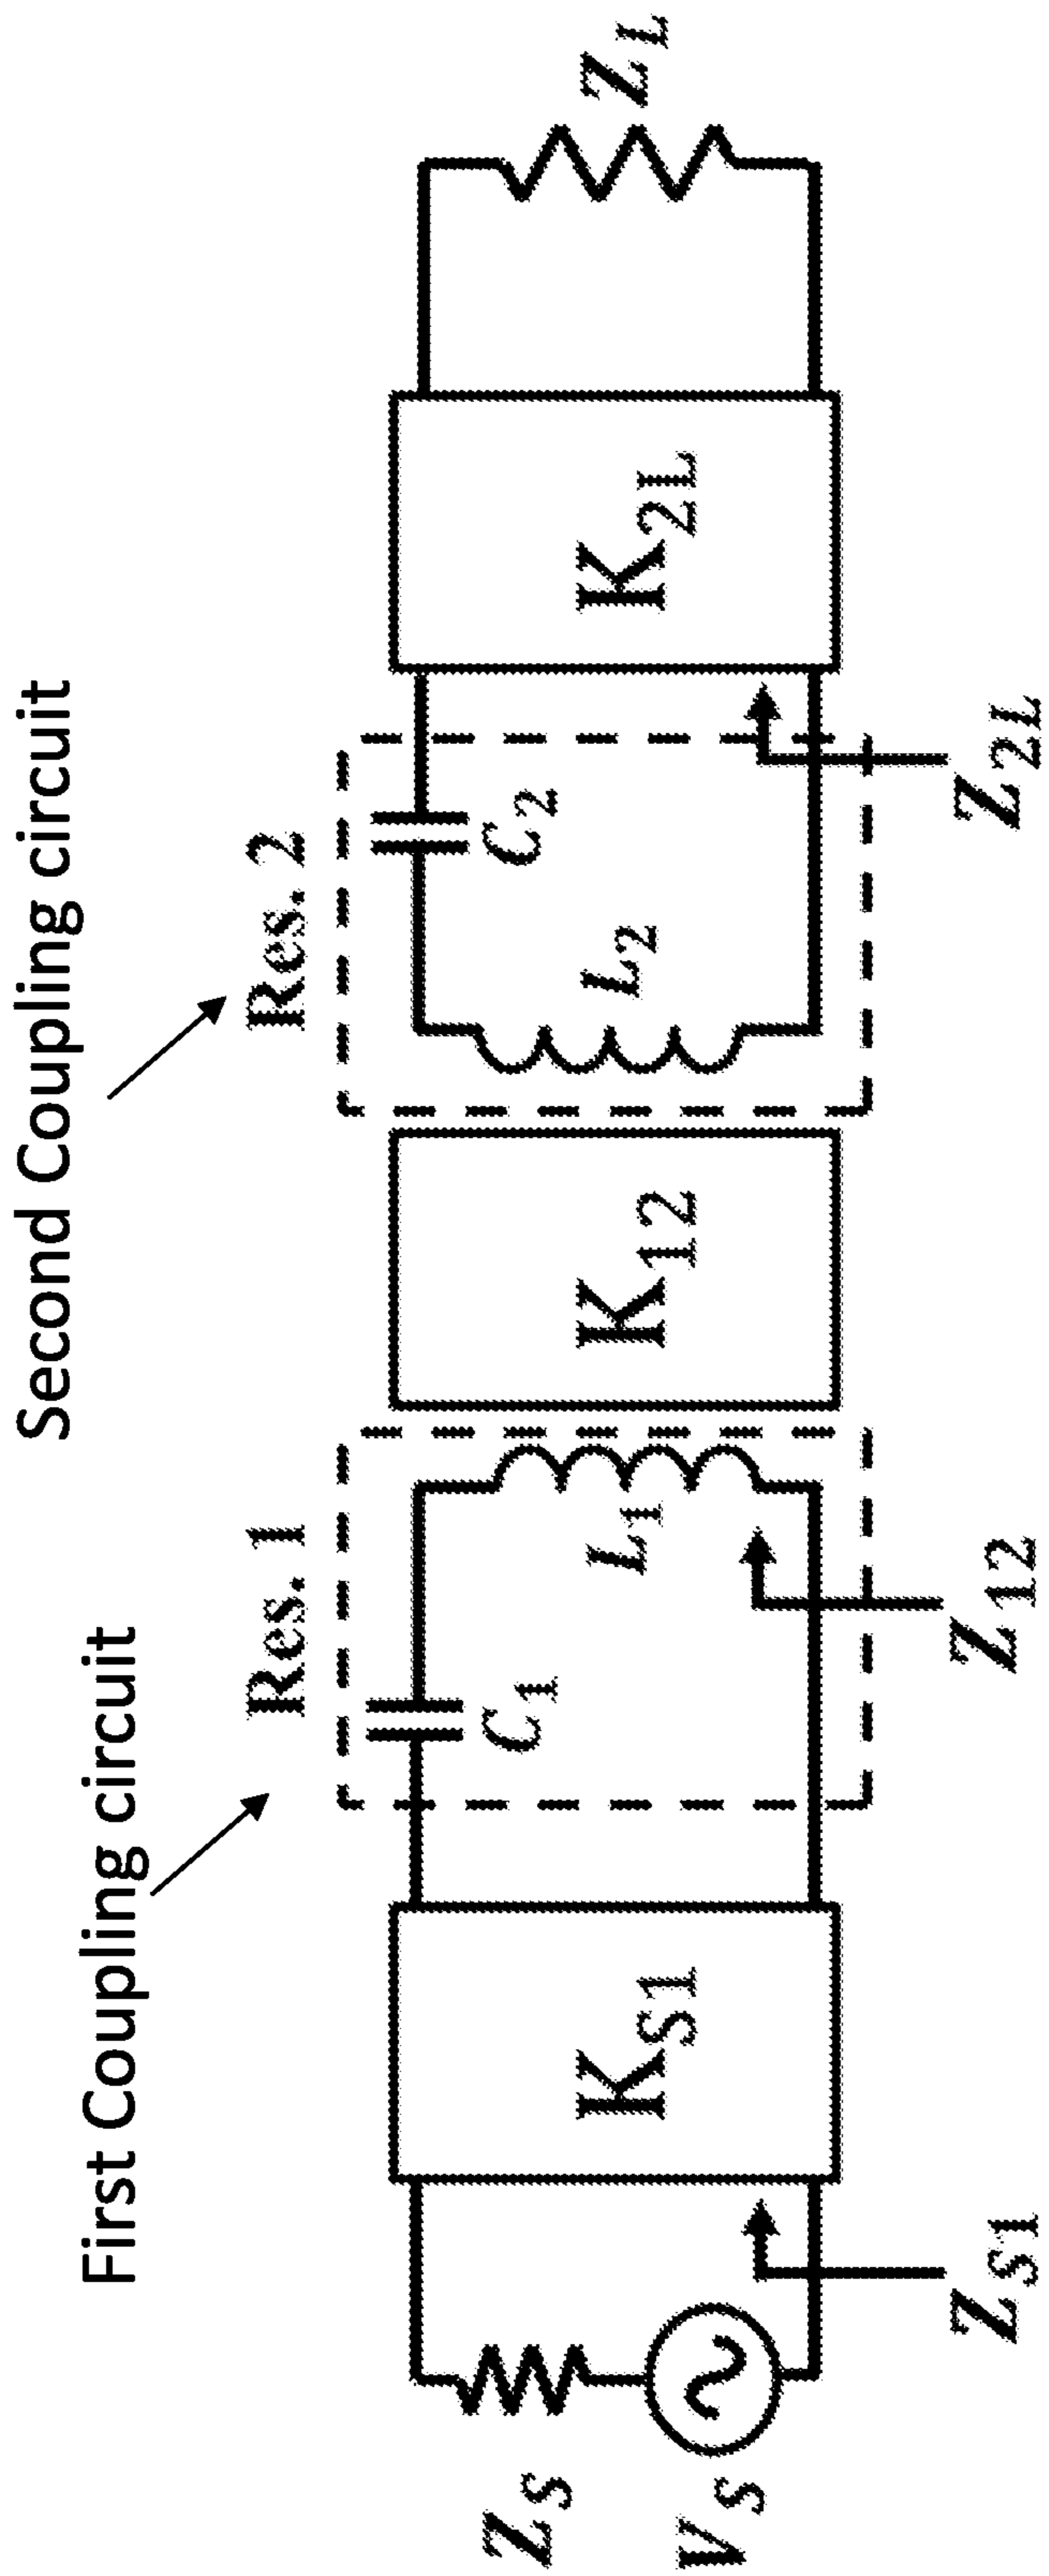 First Coupling circuit
Second Coupling circuit
Res. 1
Res. 2
Z_S
V_S
K_S1
C_1
L_1
K_12
L_2
C_2
K_2L
Z_L
Z_S1
Z_12
Z_2L